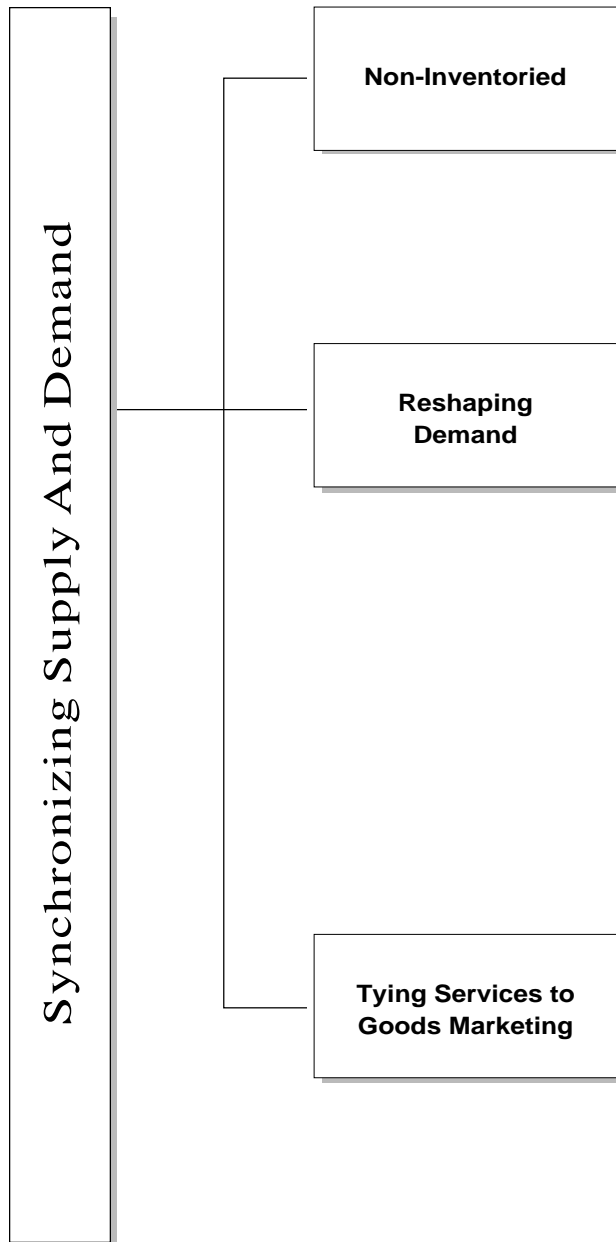 Synchronizing Supply And Demand
Non-Inventoried
Reshaping
Demand
Tying Services to
Goods Marketing